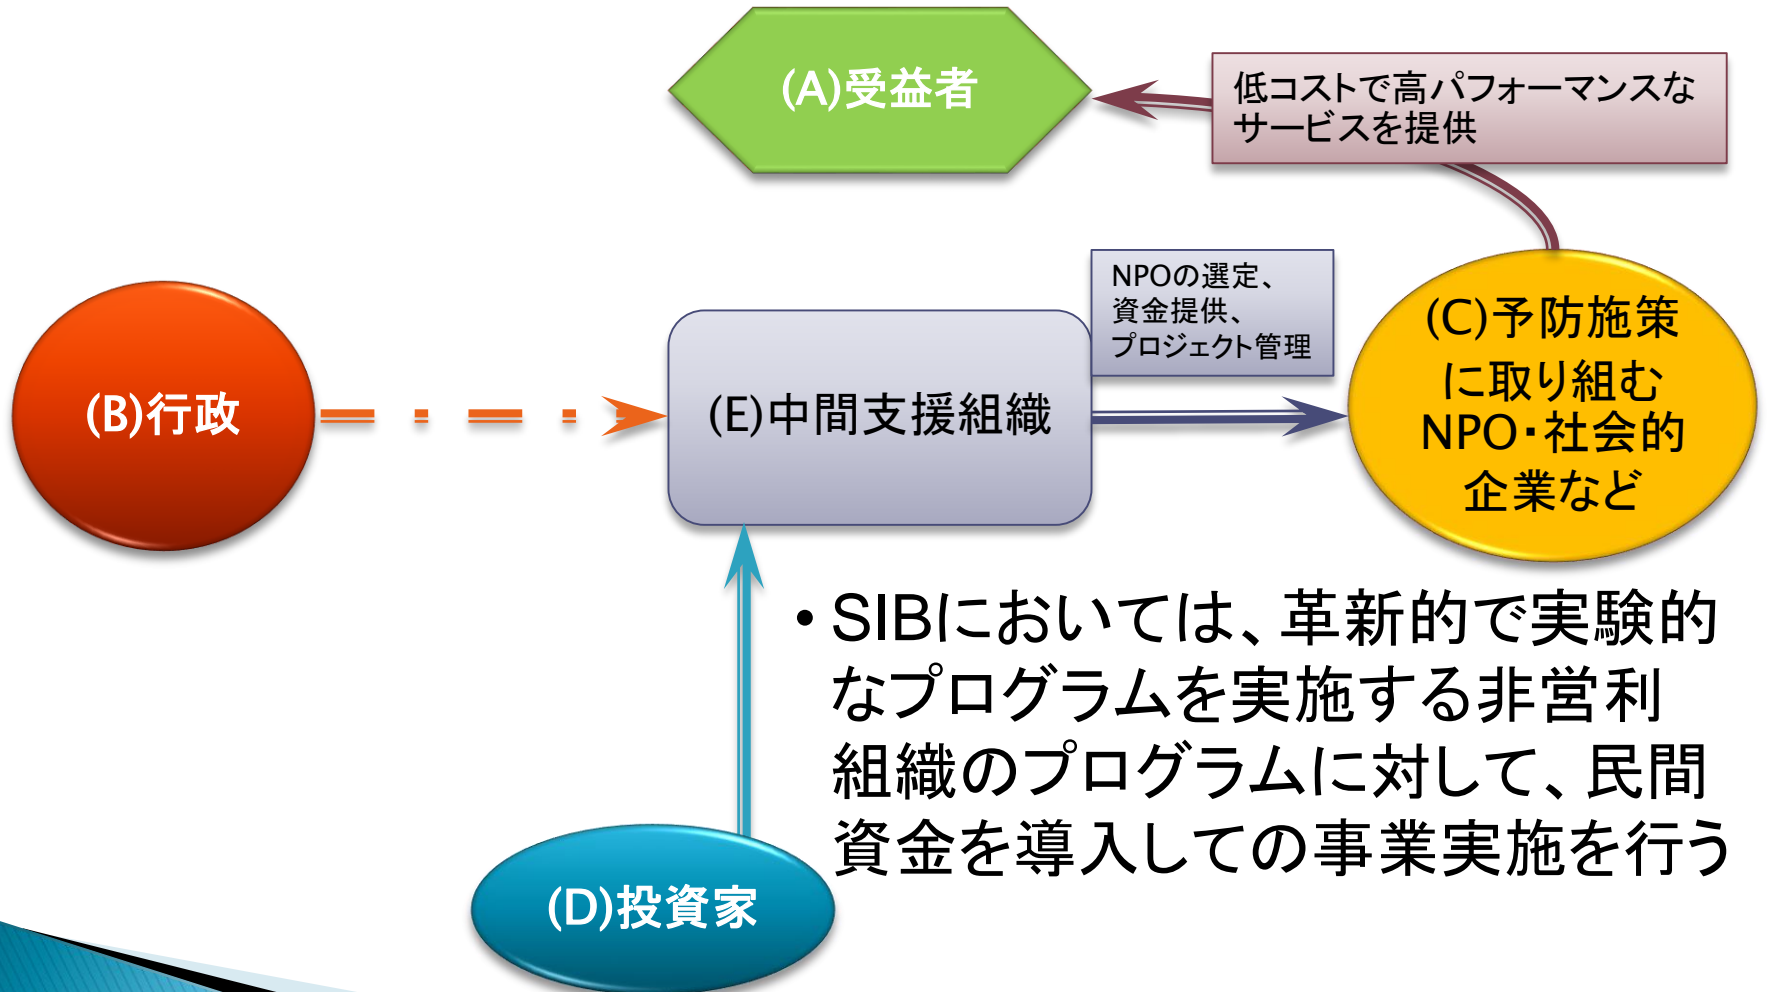 (A)受益者
低コストで高パフォーマンスな
サービスを提供
NPOの選定、
資金提供、
プロジェクト管理
(B)行政
(E)中間支援組織
(C)予防施策
に取り組む
NPO・社会的
企業など
(D)投資家
• SIBにおいては、革新的で実験的
なプログラムを実施する非営利
組織のプログラムに対して、民間
資金を導入しての事業実施を行う